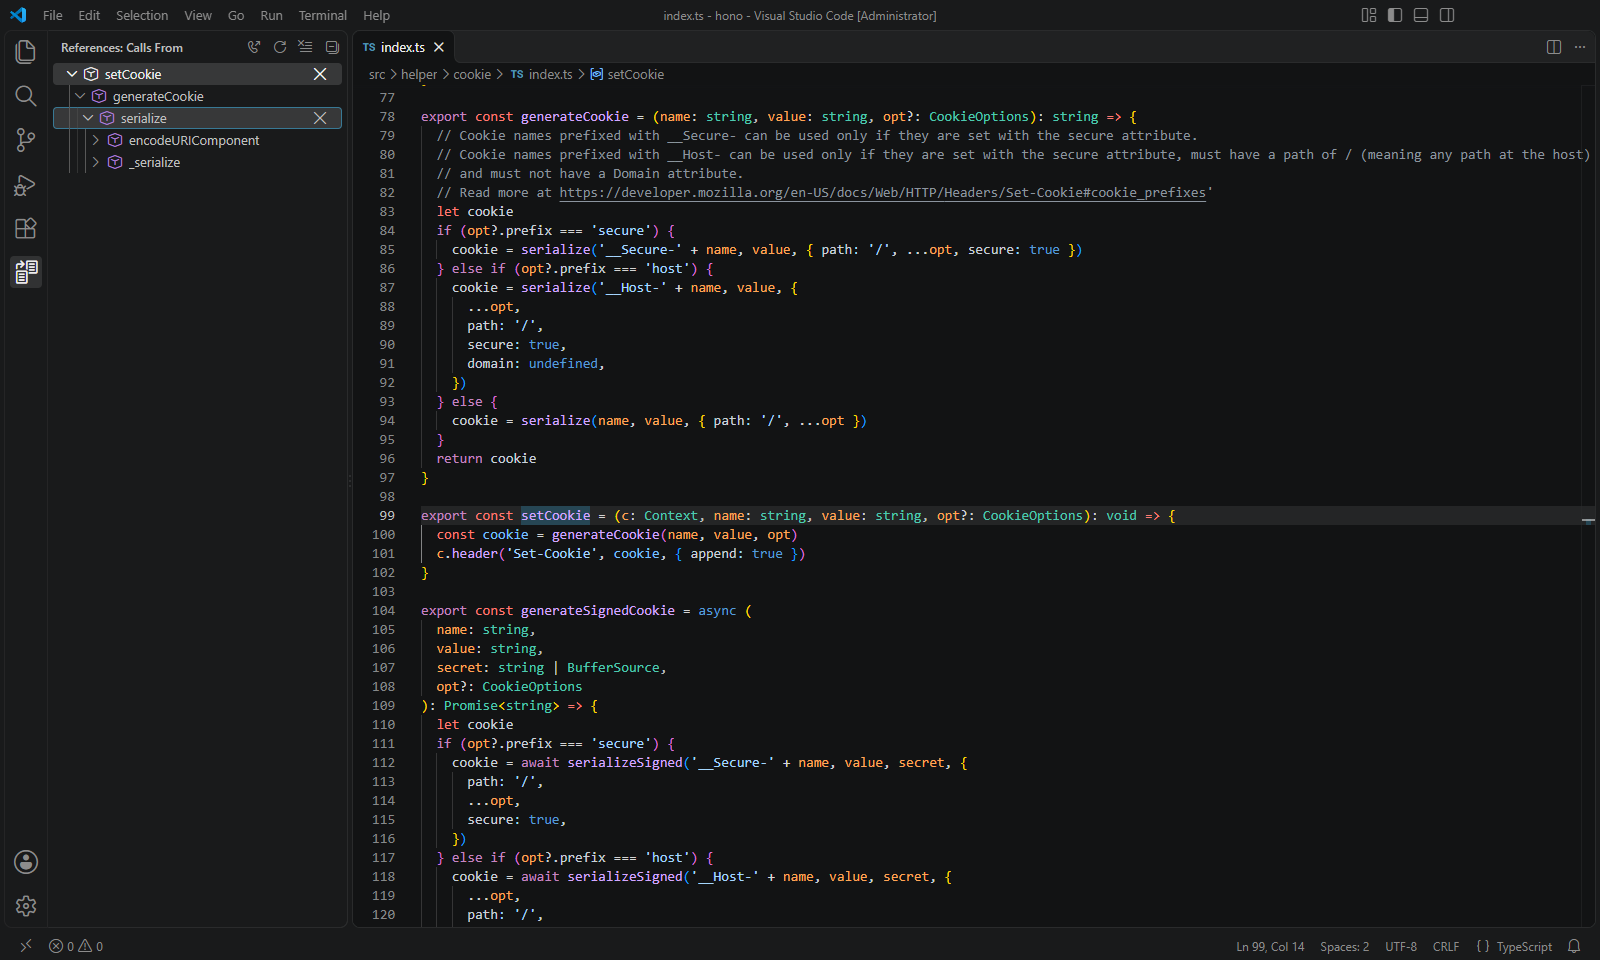 File Edit Selection View Go Run Terminal Help
index.ts - hono - Visual Studio Code [Administrator]
References: Calls From
setCookie
generateCookie
serialize
encodeURIComponent
_serialize
TS index.ts
src > helper > cookie > TS index.ts > setCookie
77
78 export const generateCookie = (name: string, value: string, opt?: CookieOptions): string => {
79 // Cookie names prefixed with __Secure- can be used only if they are set with the secure attribute.
80 // Cookie names prefixed with __Host- can be used only if they are set with the secure attribute, must have a path of / (meaning any path at the host)
81 // and must not have a Domain attribute.
82 // Read more at https://developer.mozilla.org/en-US/docs/Web/HTTP/Headers/Set-Cookie#cookie_prefixes'
83 let cookie
84 if (opt?.prefix === 'secure') {
85 cookie = serialize('__Secure-' + name, value, { path: '/', ...opt, secure: true })
86 } else if (opt?.prefix === 'host') {
87 cookie = serialize('__Host-' + name, value, {
88 ...opt,
89 path: '/',
90 secure: true,
91 domain: undefined,
92 })
93 } else {
94 cookie = serialize(name, value, { path: '/', ...opt })
95 }
96 return cookie
97 }
98
99 export const setCookie = (c: Context, name: string, value: string, opt?: CookieOptions): void => {
100 const cookie = generateCookie(name, value, opt)
101 c.header('Set-Cookie', cookie, { append: true })
102 }
103
104 export const generateSignedCookie = async (
105 name: string,
106 value: string,
107 secret: string | BufferSource,
108 opt?: CookieOptions
109 ): Promise<string> => {
110 let cookie
111 if (opt?.prefix === 'secure') {
112 cookie = await serializeSigned('__Secure-' + name, value, secret, {
113 path: '/',
114 ...opt,
115 secure: true,
116 })
117 } else if (opt?.prefix === 'host') {
118 cookie = await serializeSigned('__Host-' + name, value, secret, {
119 ...opt,
120 path: '/',
0 0
Ln 99, Col 14 Spaces: 2 UTF-8 CRLF { } TypeScript